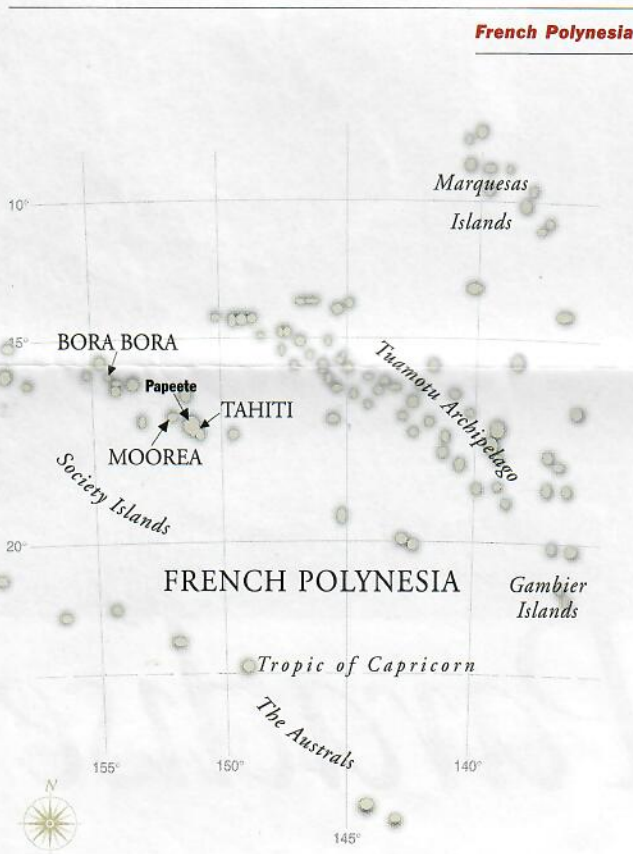 French Polynesia
Marquesas
Islands
10°
15°
BORA BORA
Papeete
TAHITI
MOOREA
Tuamotu Archipelago
Society Islands
20°
FRENCH POLYNESIA
Gambier
Islands
Tropic of Capricorn
The Australs
155°
150°
140°
145°
N